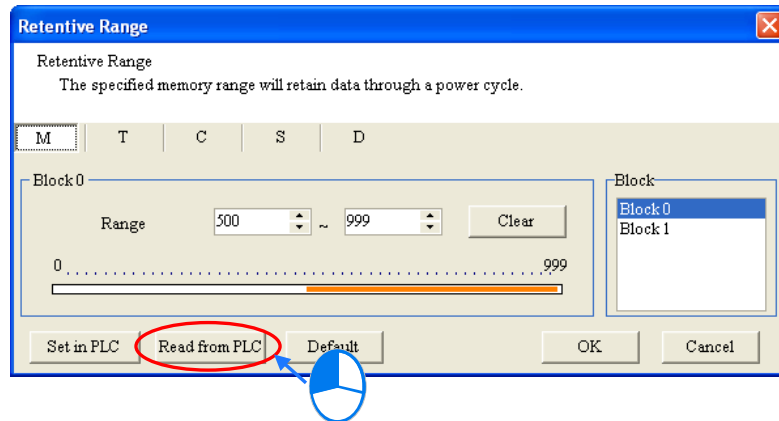 Retentive Range
Retentive Range
The specified memory range will retain data through a power cycle.
M T C S D
Block 0 Block
Range 500 ~ 999 Clear
Block 0
Block 1
0 999
Set in PLC Read from PLC Default OK Cancel